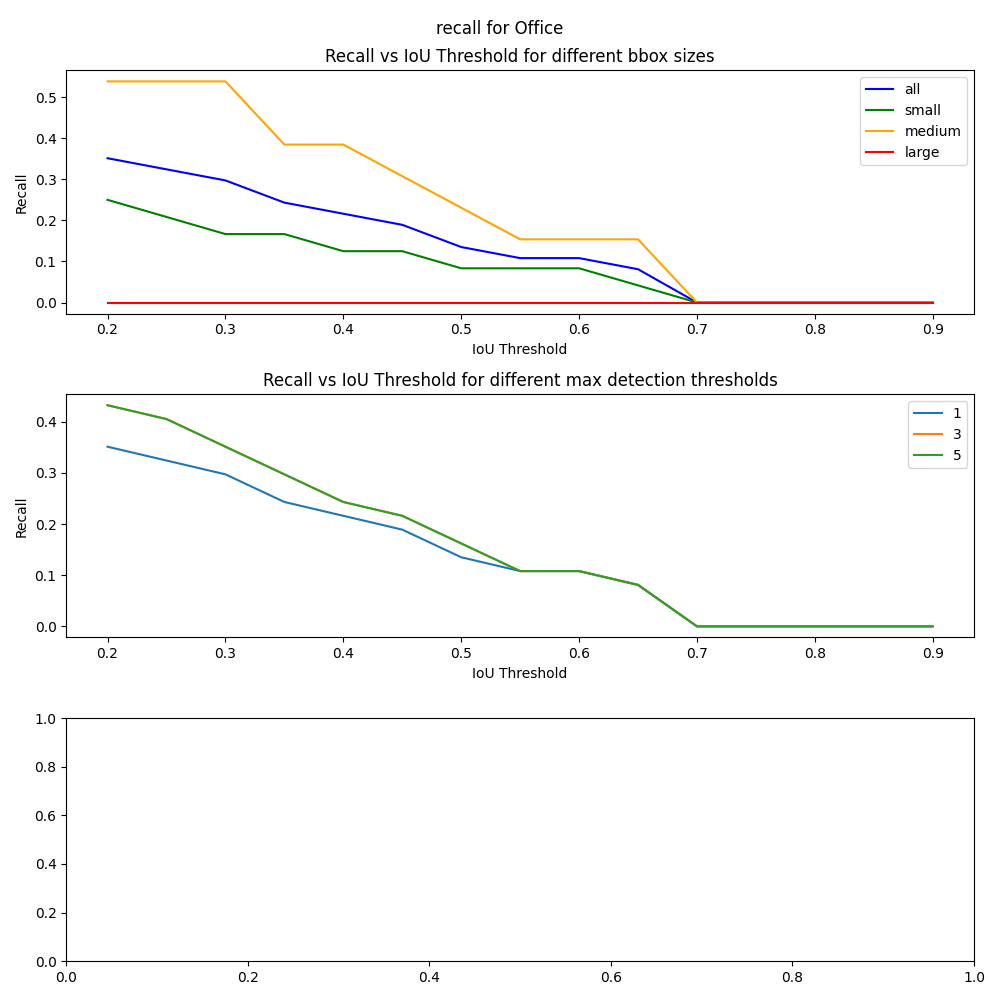 recall for Office
Recall vs IoU Threshold for different bbox sizes
0.5
0.4
0.3
0.2
0.1
0.0
Recall
all
small
medium
large
0.2 0.3 0.4 0.5 0.6 0.7 0.8 0.9
IoU Threshold
Recall vs IoU Threshold for different max detection thresholds
0.4
0.3
0.2
0.1
0.0
Recall
1
3
5
0.2 0.3 0.4 0.5 0.6 0.7 0.8 0.9
IoU Threshold
1.0
0.8
0.6
0.4
0.2
0.0
0.0 0.2 0.4 0.6 0.8 1.0